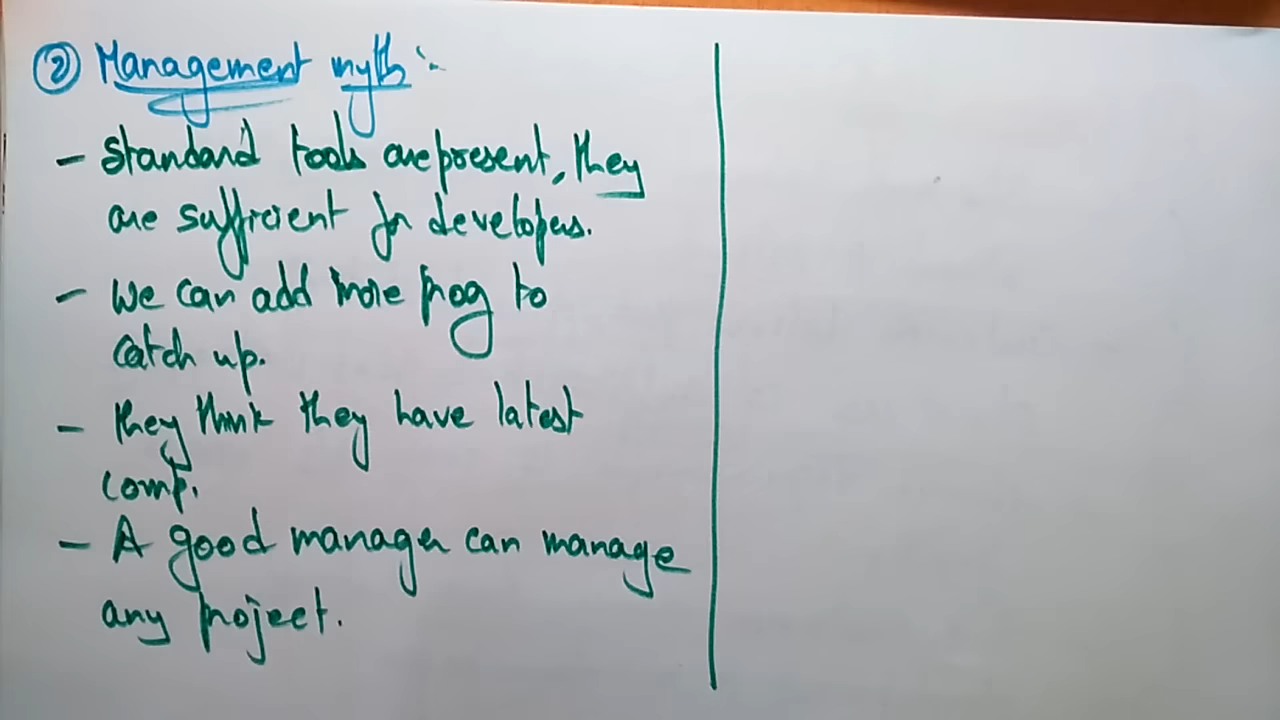 ② Management myth :-
- Standard tools are present, they
are sufficient for developers.
- We can add more prog to
catch up.
- they think they have latest
comp.
- A good manager can manage
any project.